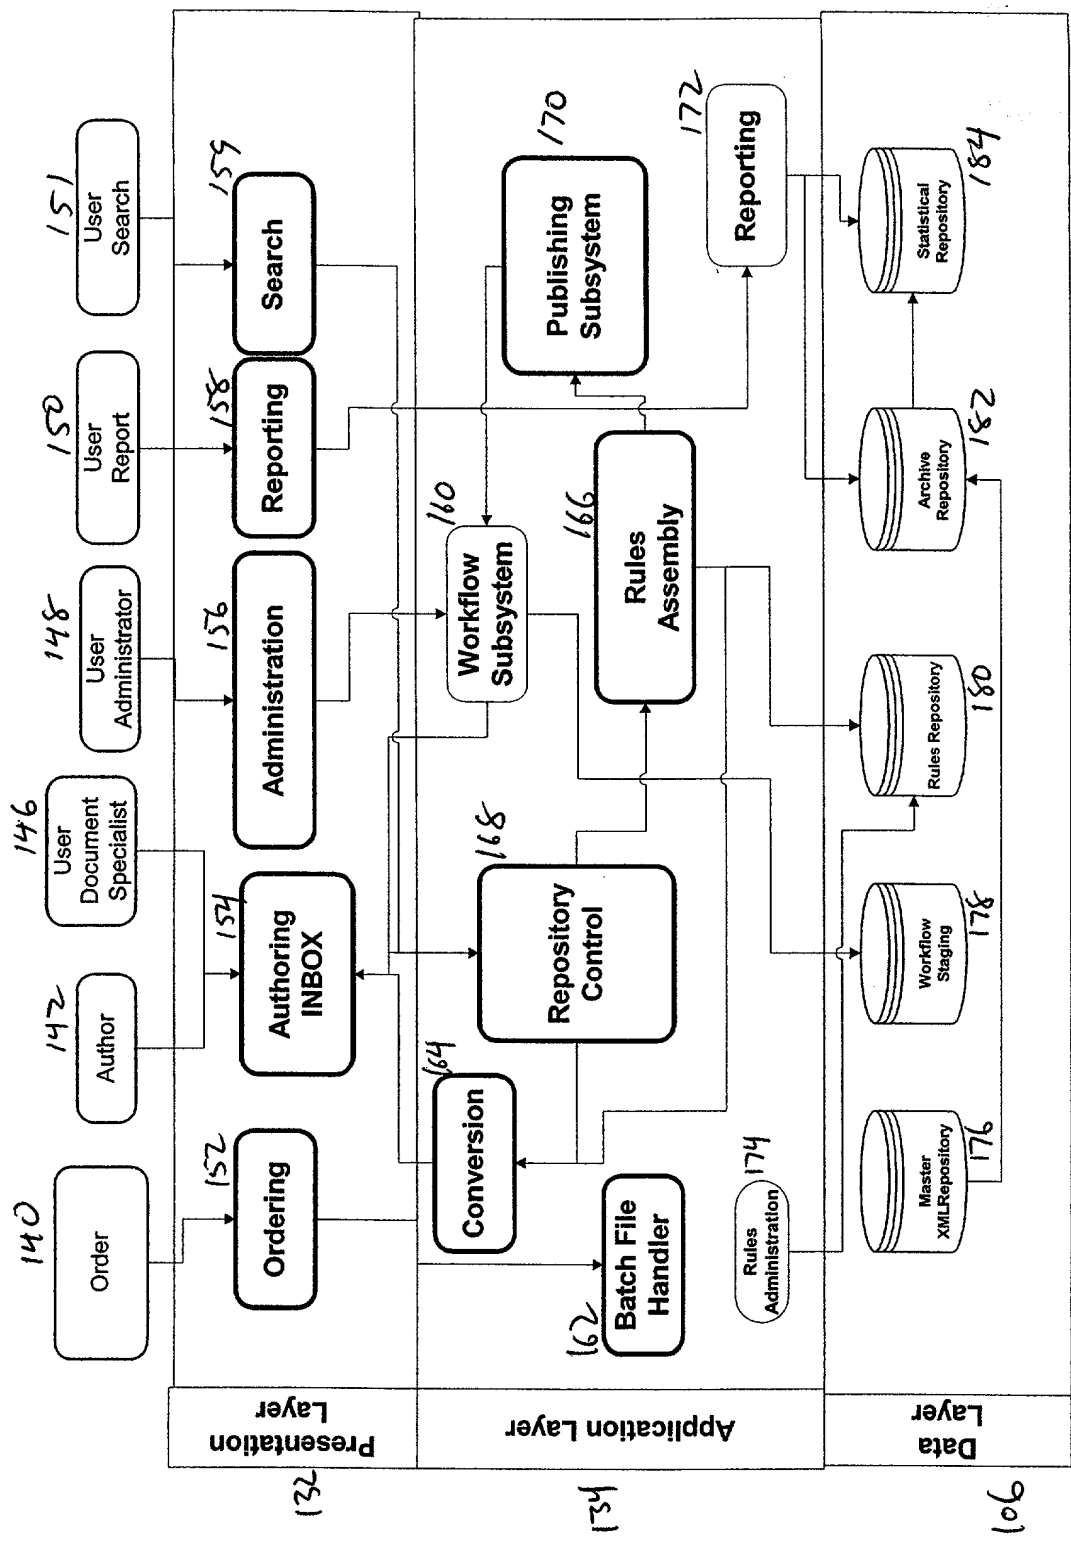 140
Order
142
Author
146
User
Document
Specialist
148
User
Administrator
150
User
Report
151
User
Search
132
Presentation
Layer
152
Ordering
154
Authoring
INBOX
156
Administration
158
Reporting
159
Search
134
Application Layer
164
Conversion
162
Batch File
Handler
168
Repository
Control
160
Workflow
Subsystem
166
Rules
Assembly
170
Publishing
Subsystem
172
Reporting
174
Rules
Administration
106
Data
Layer
Master
XMLRepository
176
Workflow
Staging
178
Rules Repository
180
Archive
Repository
182
Statistical
Repository
184